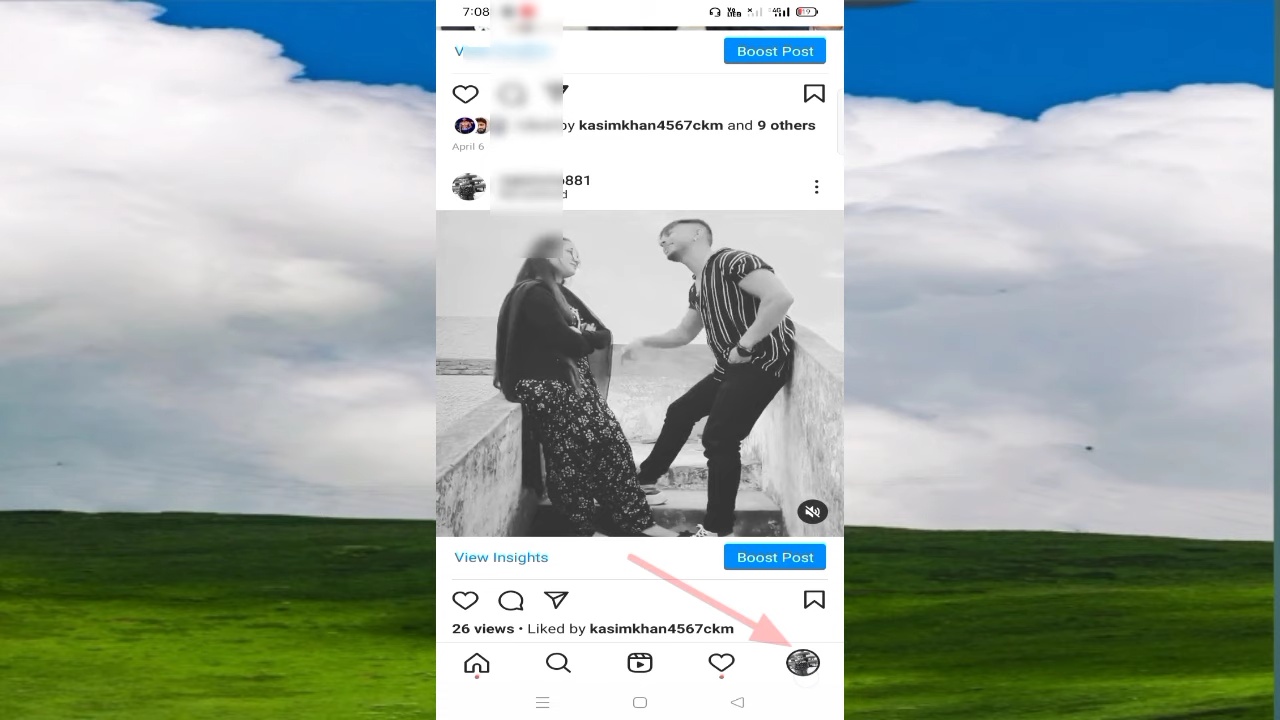 7:08
Boost Post
by kasimkhan4567ckm and 9 others
April 6
View Insights
Boost Post
26 views • Liked by kasimkhan4567ckm